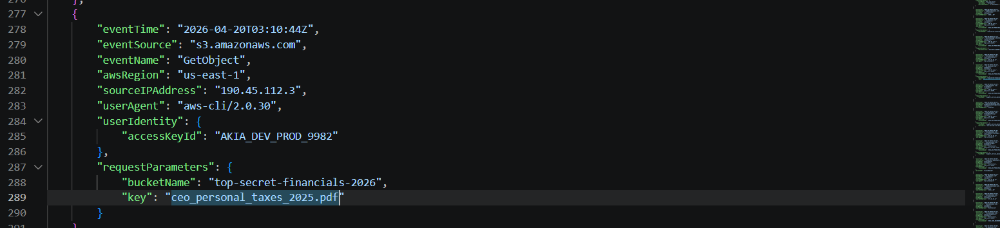 277 {
278 "eventTime": "2026-04-20T03:10:44Z",
279 "eventSource": "s3.amazonaws.com",
280 "eventName": "GetObject",
281 "awsRegion": "us-east-1",
282 "sourceIPAddress": "190.45.112.3",
283 "userAgent": "aws-cli/2.0.30",
284 "userIdentity": {
285 "accessKeyId": "AKIA_DEV_PROD_9982"
286 },
287 "requestParameters": {
288 "bucketName": "top-secret-financials-2026",
289 "key": "ceo_personal_taxes_2025.pdf"
290 }